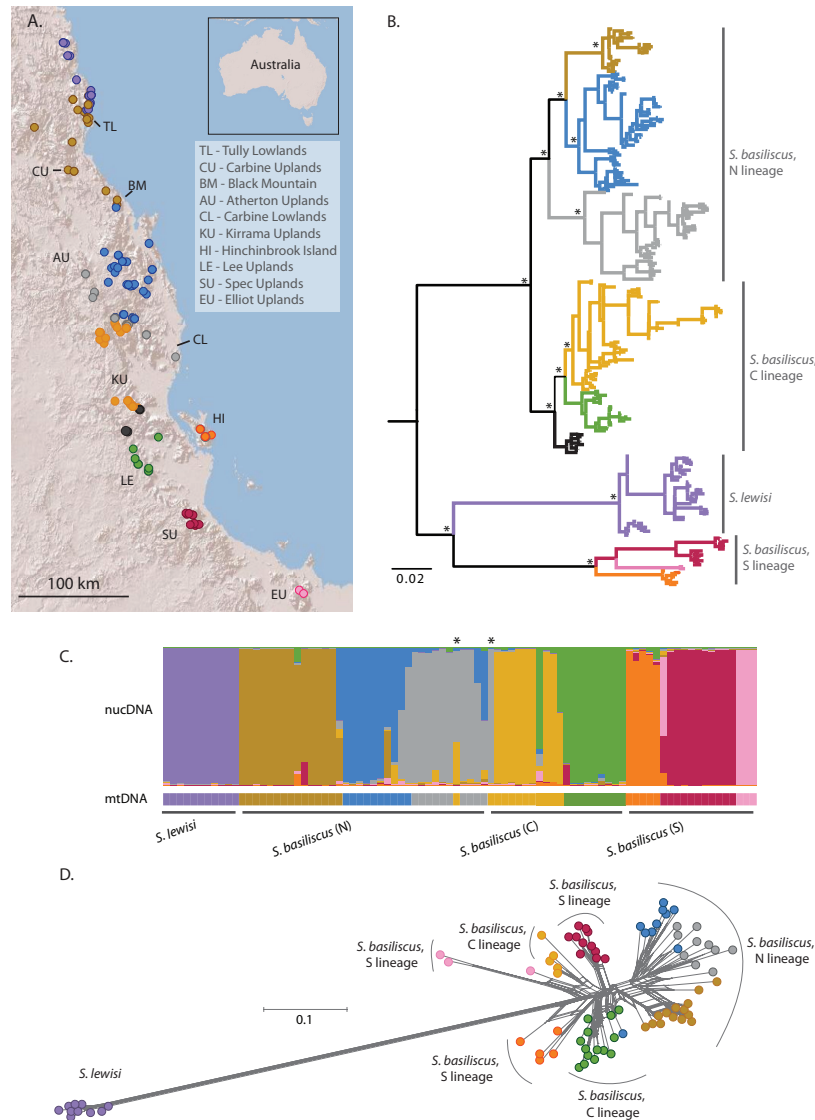 A.
Australia
TL
TL - Tully Lowlands
CU - Carbine Uplands
BM - Black Mountain
AU - Atherton Uplands
CL - Carbine Lowlands
KU - Kirrama Uplands
HI - Hinchinbrook Island
LE - Lee Uplands
SU - Spec Uplands
EU - Elliot Uplands
CU
BM
AU
CL
KU
HI
LE
SU
EU
100 km
B.
*
*
*
*
*
*
*
*
*
*
*
*
S. basiliscus,
N lineage
S. basiliscus,
C lineage
S. lewisi
S. basiliscus,
S lineage
0.02
C.
* *
nucDNA
mtDNA
S. lewisi
S. basiliscus (N)
S. basiliscus (C)
S. basiliscus (S)
D.
S. basiliscus,
S lineage
S. basiliscus,
C lineage
S. basiliscus,
S lineage
S. basiliscus,
N lineage
0.1
S. lewisi
S. basiliscus,
S lineage
S. basiliscus,
C lineage